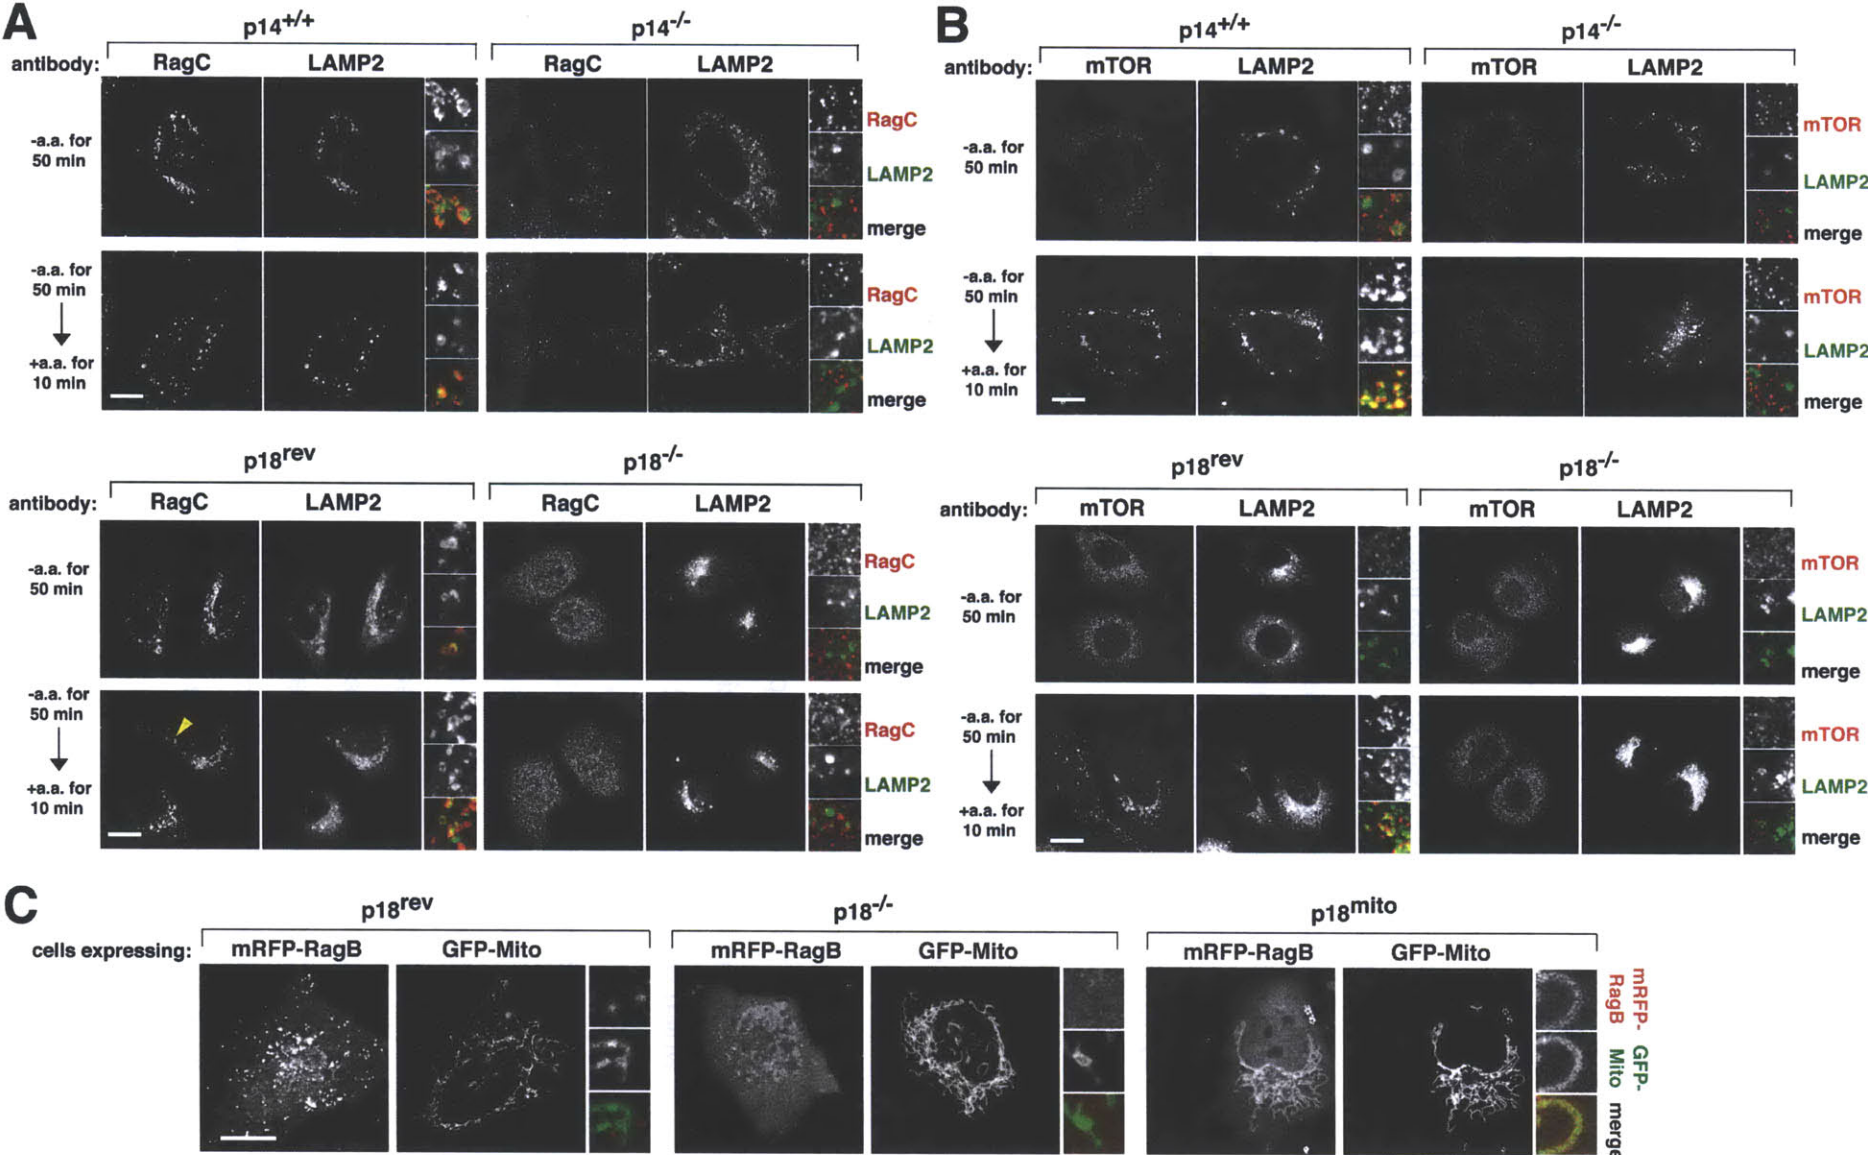 A
p14+/+
p14-/-
antibody:
RagC
LAMP2
RagC
LAMP2
-a.a. for
50 min
RagC
LAMP2
merge
-a.a. for
50 min
+a.a. for
10 min
RagC
LAMP2
merge
p18rev
p18-/-
antibody:
RagC
LAMP2
RagC
LAMP2
-a.a. for
50 min
RagC
LAMP2
merge
-a.a. for
50 min
+a.a. for
10 min
RagC
LAMP2
merge
B
p14+/+
p14-/-
antibody:
mTOR
LAMP2
mTOR
LAMP2
-a.a. for
50 min
mTOR
LAMP2
merge
-a.a. for
50 min
+a.a. for
10 min
mTOR
LAMP2
merge
p18rev
p18-/-
antibody:
mTOR
LAMP2
mTOR
LAMP2
-a.a. for
50 min
mTOR
LAMP2
merge
-a.a. for
50 min
+a.a. for
10 min
mTOR
LAMP2
merge
C
p18rev
p18-/-
p18mito
cells expressing:
mRFP-RagB
GFP-Mito
mRFP-RagB
GFP-Mito
mRFP-RagB
GFP-Mito
mRFP-
RagB
GFP-
Mito
merge